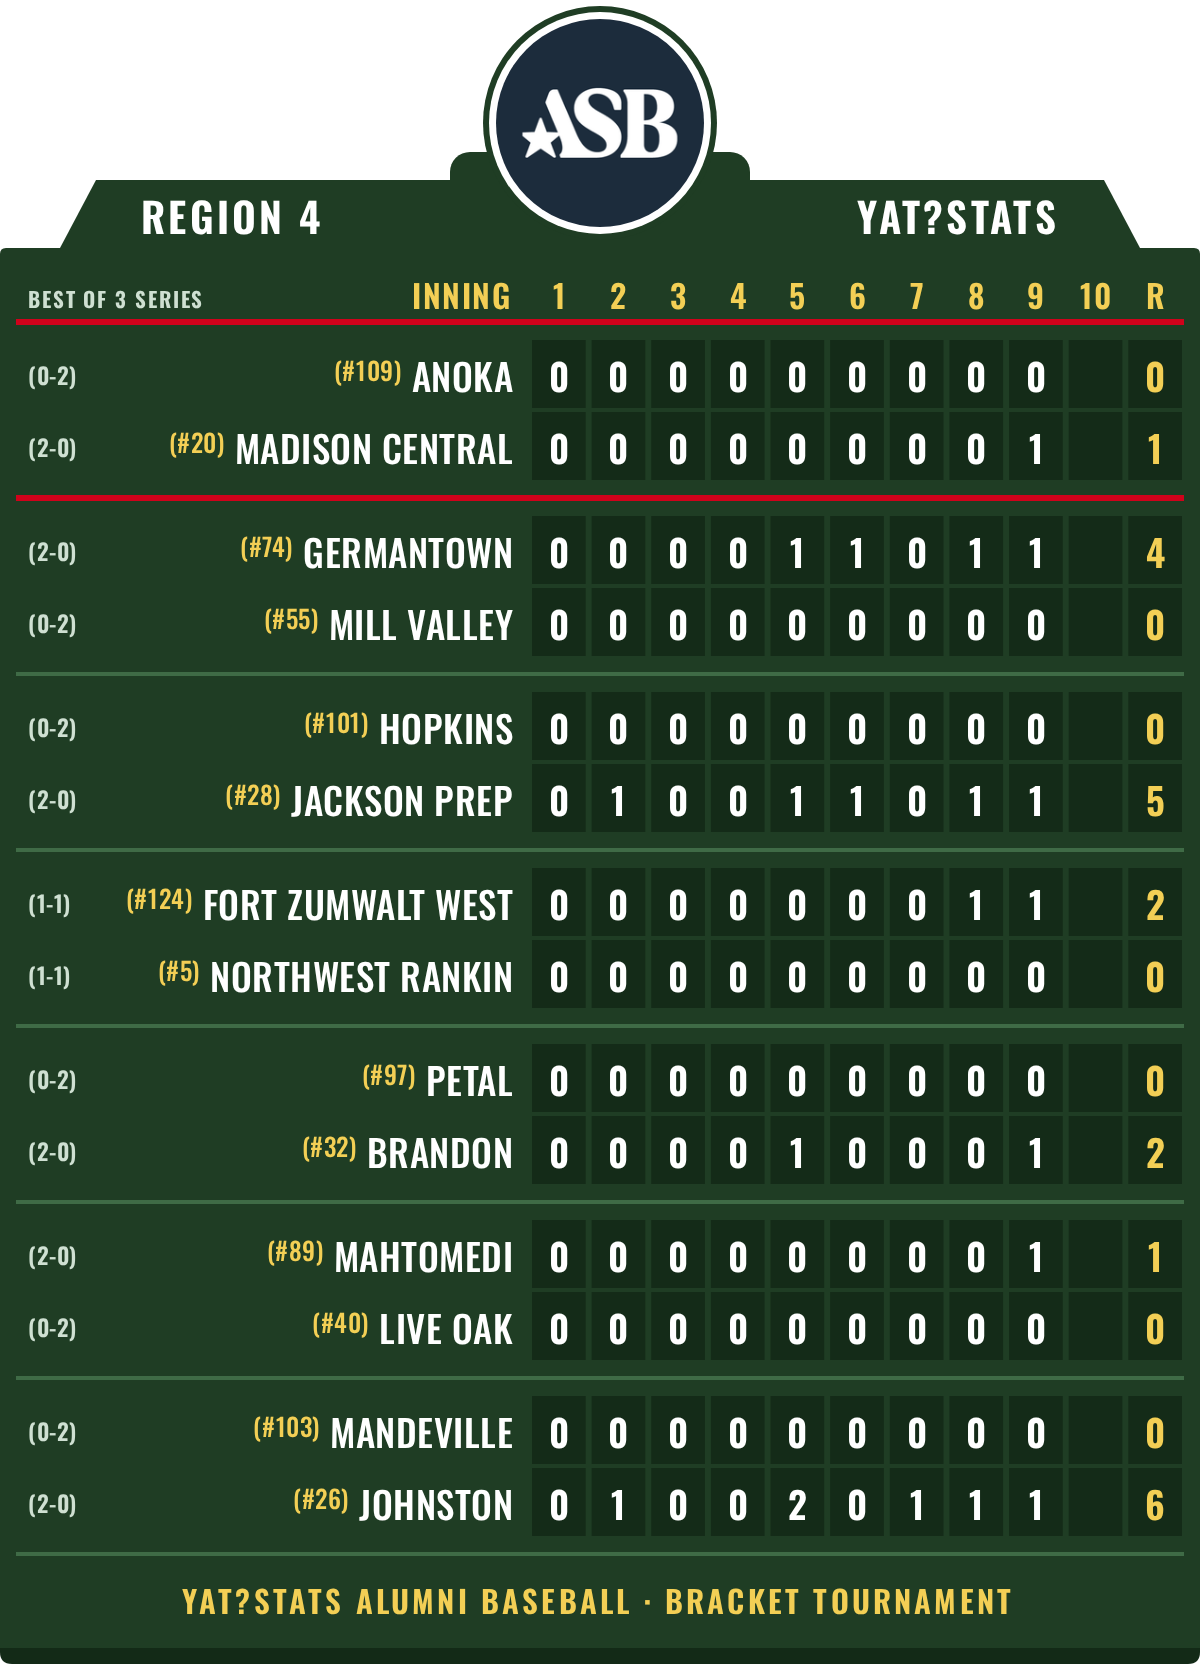 ASB
REGION 4 YAT?STATS
BEST OF 3 SERIES INNING 1 2 3 4 5 6 7 8 9 10 R
(0-2) (#109) ANOKA 0 0 0 0 0 0 0 0 0 0
(2-0) (#20) MADISON CENTRAL 0 0 0 0 0 0 0 0 1 1
(2-0) (#74) GERMANTOWN 0 0 0 0 1 1 0 1 1 4
(0-2) (#55) MILL VALLEY 0 0 0 0 0 0 0 0 0 0
(0-2) (#101) HOPKINS 0 0 0 0 0 0 0 0 0 0
(2-0) (#28) JACKSON PREP 0 1 0 0 1 1 0 1 1 5
(1-1) (#124) FORT ZUMWALT WEST 0 0 0 0 0 0 0 1 1 2
(1-1) (#5) NORTHWEST RANKIN 0 0 0 0 0 0 0 0 0 0
(0-2) (#97) PETAL 0 0 0 0 0 0 0 0 0 0
(2-0) (#32) BRANDON 0 0 0 0 1 0 0 0 1 2
(2-0) (#89) MAHTOMEDI 0 0 0 0 0 0 0 0 1 1
(0-2) (#40) LIVE OAK 0 0 0 0 0 0 0 0 0 0
(0-2) (#103) MANDEVILLE 0 0 0 0 0 0 0 0 0 0
(2-0) (#26) JOHNSTON 0 1 0 0 2 0 1 1 1 6
YAT?STATS ALUMNI BASEBALL · BRACKET TOURNAMENT